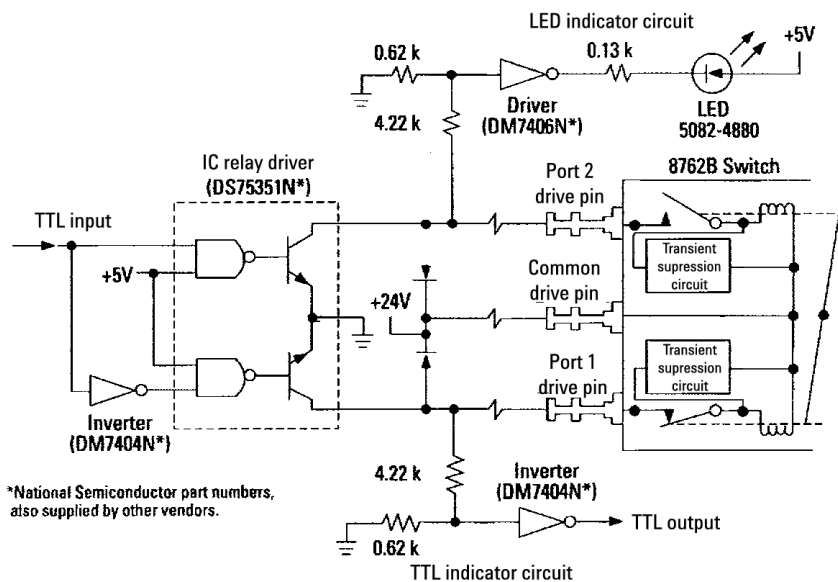 LED indicator circuit
0.62 k
0.13 k
+5V
Driver
(DM7406N*)
LED
5082-4880
4.22 k
IC relay driver
(DS75351N*)
8762B Switch
Port 2
drive pin
TTL input
Transient
supression
circuit
+5V
Common
drive pin
+24V
Transient
supression
circuit
Port 1
drive pin
Inverter
(DM7404N*)
4.22 k
Inverter
(DM7404N*)
*National Semiconductor part numbers,
also supplied by other vendors.
TTL output
0.62 k
TTL indicator circuit